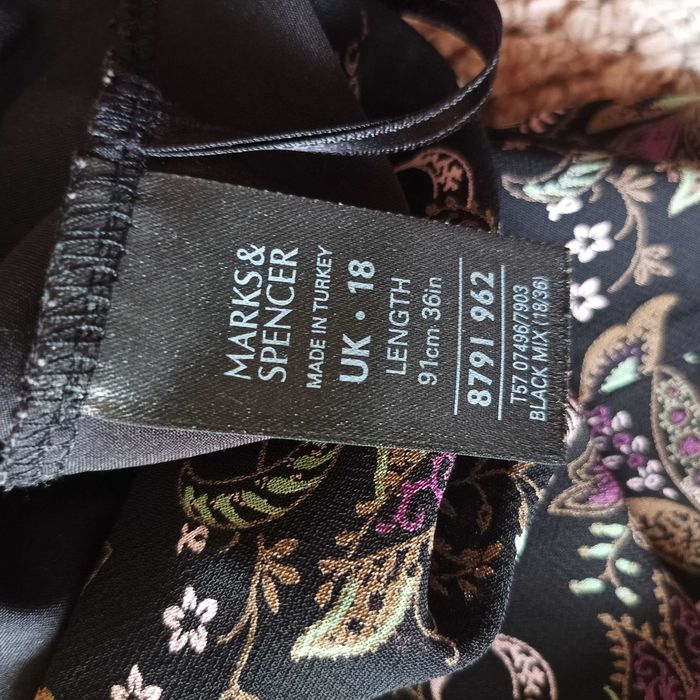 MARKS &
SPENCER
MADE IN TURKEY
UK • 18
LENGTH
91cm 36in
8791 962
T57 07496/7903
BLACK MIX (18/36)